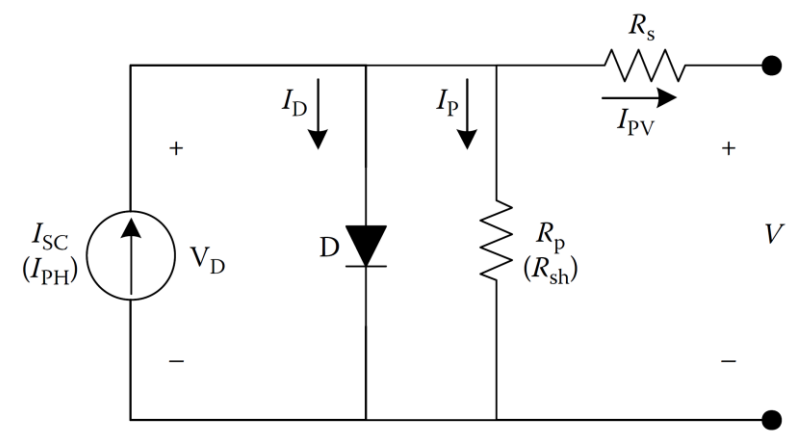 R_s
I_D
I_P
I_PV
+
+
I_SC
(I_PH)
V_D
D
R_p
(R_sh)
V
−
−